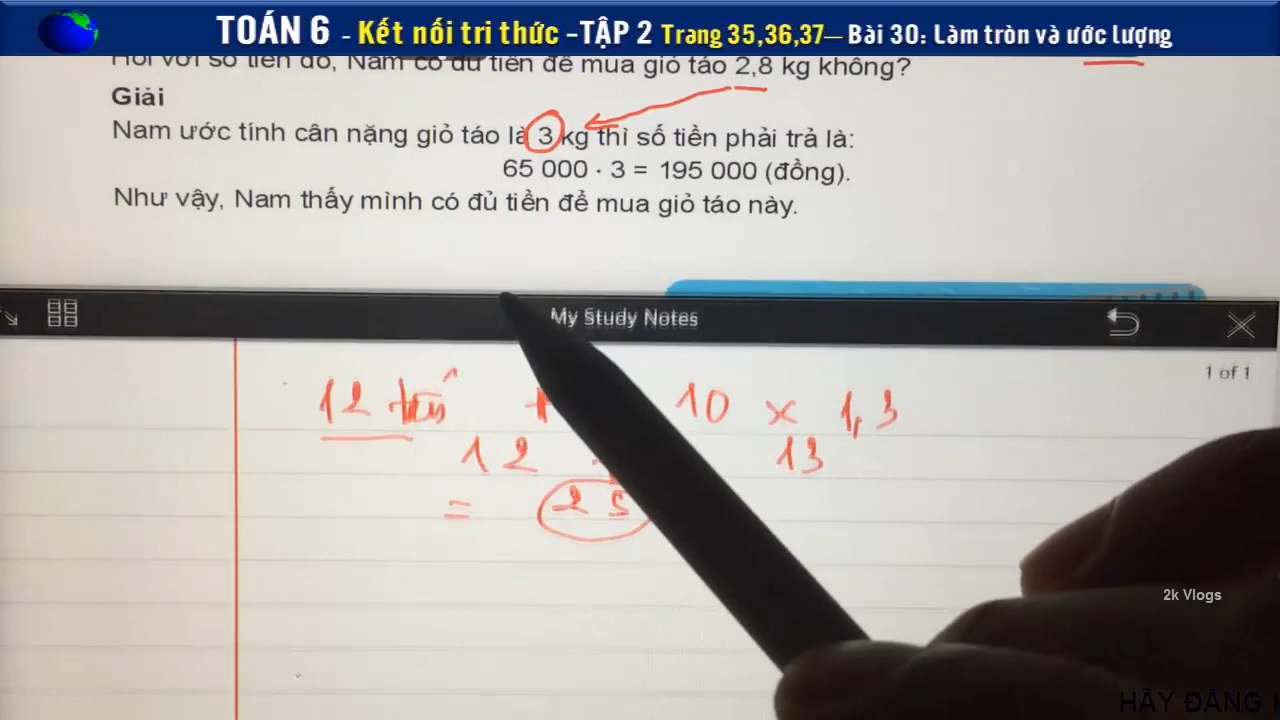 TOÁN 6 - Kết nối tri thức –TẬP 2 Trang 35,36,37– Bài 30: Làm tròn và ước lượng
Hỏi với số tiền đó, Nam có đủ tiền để mua giỏ táo 2,8 kg không?
Giải
Nam ước tính cân nặng giỏ táo là 3 kg thì số tiền phải trả là:
65 000 · 3 = 195 000 (đồng).
Như vậy, Nam thấy mình có đủ tiền để mua giỏ táo này.
My Study Notes
1 of 1
12 10 × 1,3
12 13
= 25
2k Vlogs
HÃY ĐĂNG